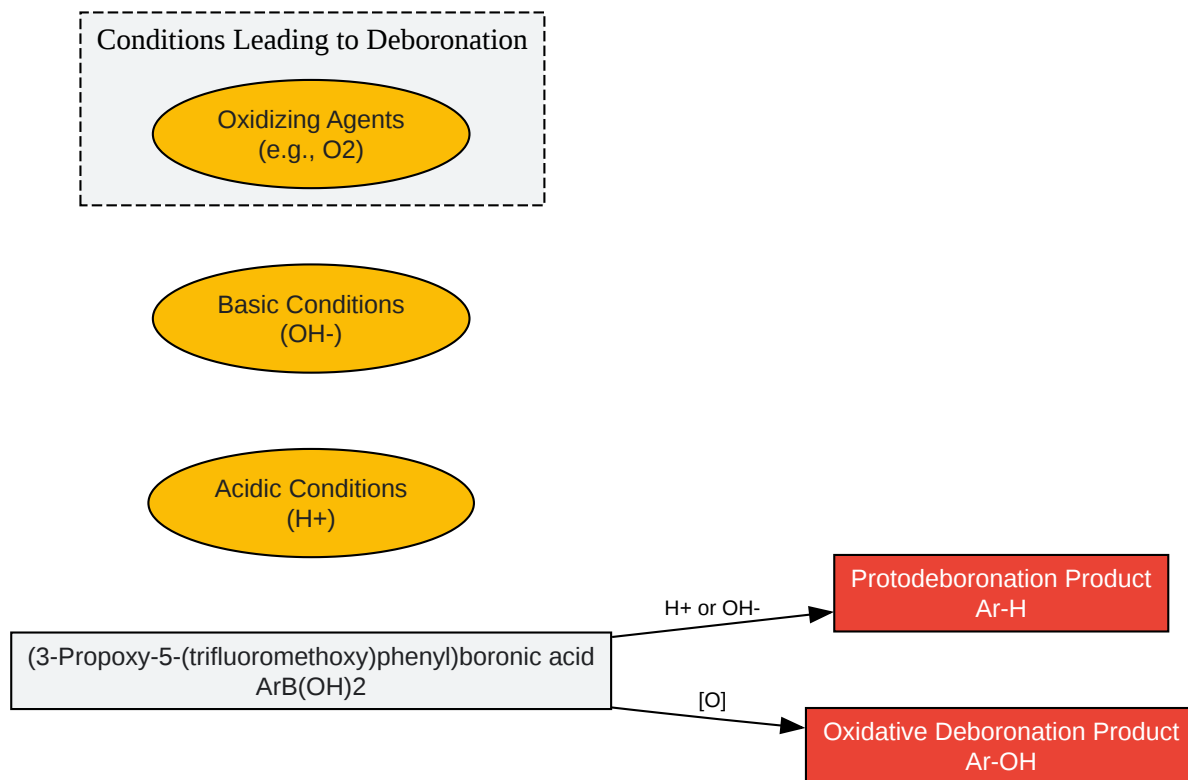 Conditions Leading to Deboronation
Oxidizing Agents
(e.g., O2)
Basic Conditions
(OH-)
Acidic Conditions
(H+)
Protodeboronation Product
Ar-H
H+ or OH-
(3-Propoxy-5-(trifluoromethoxy)phenyl)boronic acid
ArB(OH)2
[O]
Oxidative Deboronation Product
Ar-OH